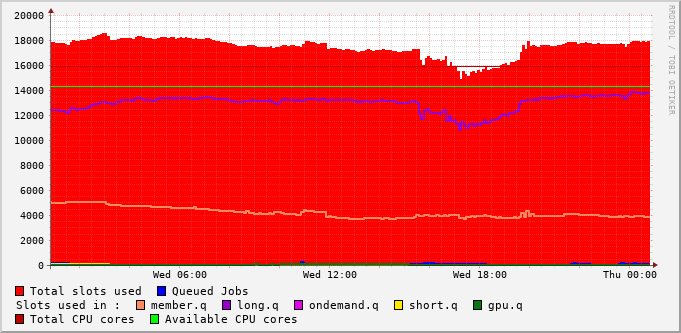 20000
18000
16000
14000
12000
10000
8000
6000
4000
2000
0
Wed 06:00 Wed 12:00 Wed 18:00 Thu 00:00
RRDTOOL / TOBI OETIKER
Total slots used Queued Jobs
Slots used in : member.q long.q ondemand.q short.q gpu.q
Total CPU cores Available CPU cores